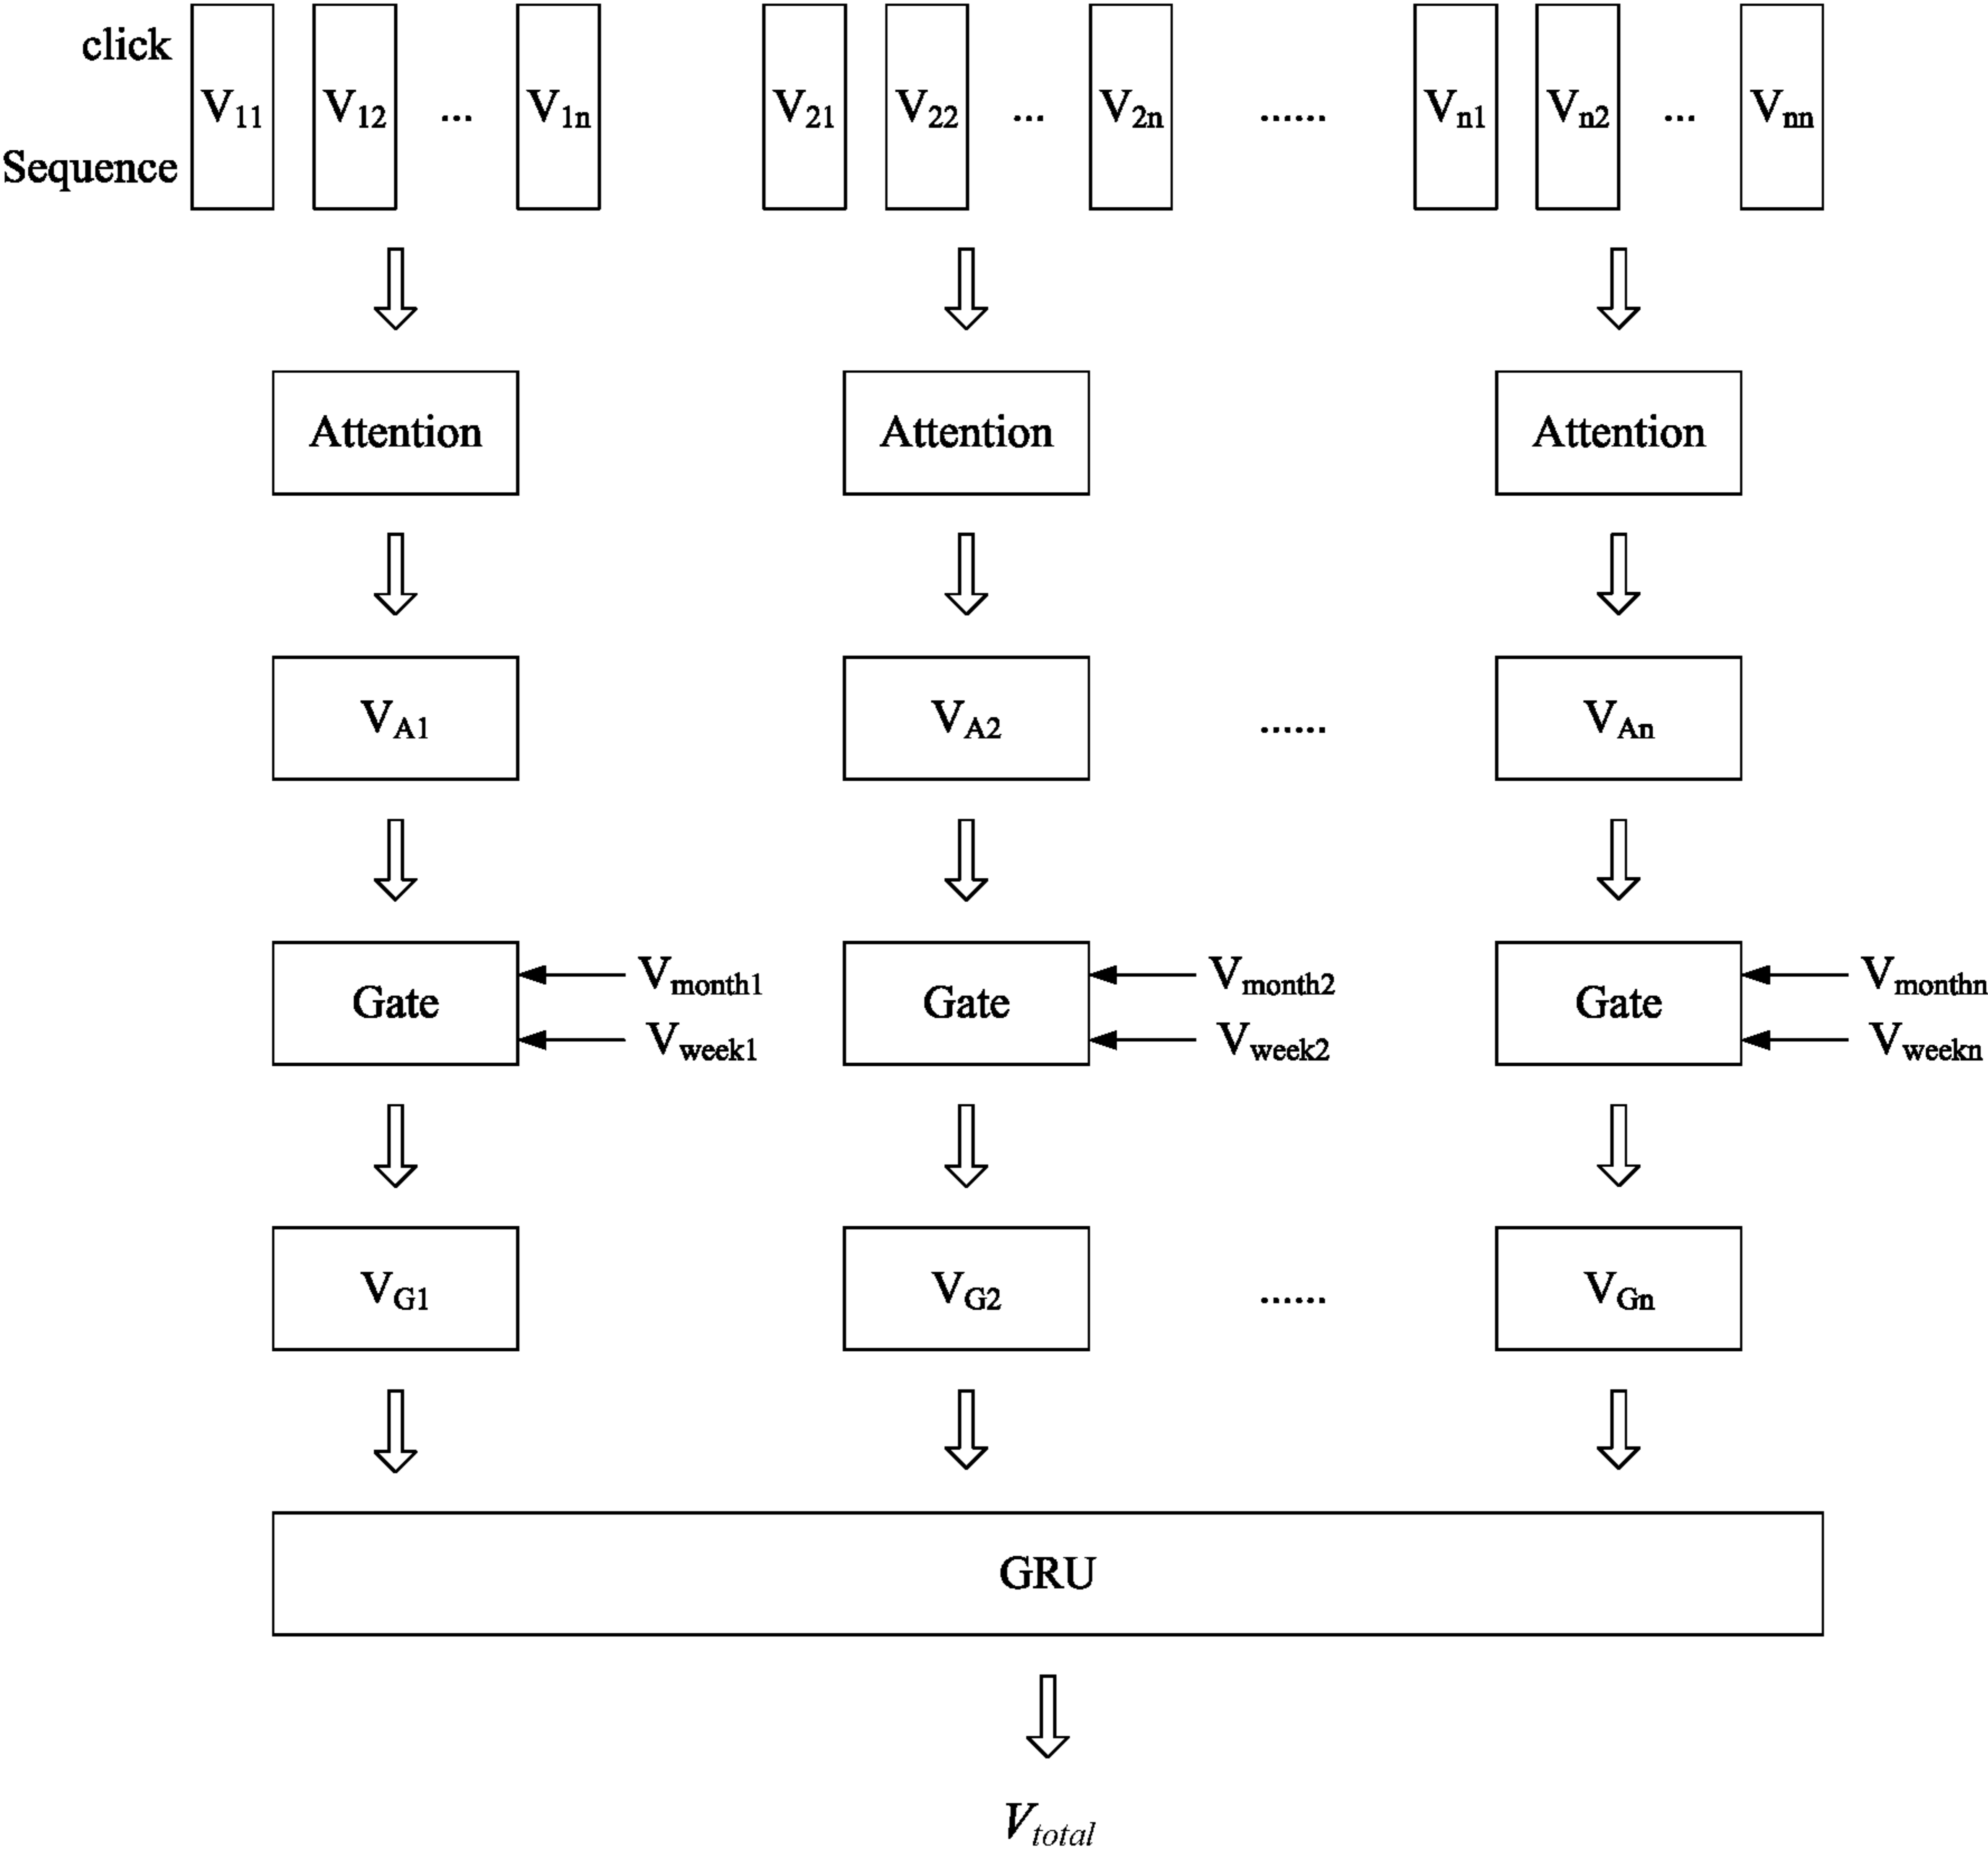 click
Sequence
V11 V12 ... V1n V21 V22 ... V2n ...... Vn1 Vn2 ... Vnn
Attention Attention Attention
VA1 VA2 ...... VAn
Gate Vmonth1 Gate Vmonth2 Gate Vmonthn
Vweek1 Vweek2 Vweekn
VG1 VG2 ...... VGn
GRU
Vtotal